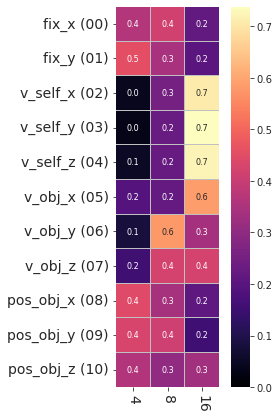 fix_x (00) 0.4 0.4 0.2
fix_y (01) 0.5 0.3 0.2
v_self_x (02) 0.0 0.3 0.7
v_self_y (03) 0.0 0.2 0.7
v_self_z (04) 0.1 0.2 0.7
v_obj_x (05) 0.2 0.2 0.6
v_obj_y (06) 0.1 0.6 0.3
v_obj_z (07) 0.2 0.4 0.4
pos_obj_x (08) 0.4 0.3 0.2
pos_obj_y (09) 0.4 0.4 0.2
pos_obj_z (10) 0.4 0.3 0.3
4 8 16
0.7
0.6
0.5
0.4
0.3
0.2
0.1
0.0